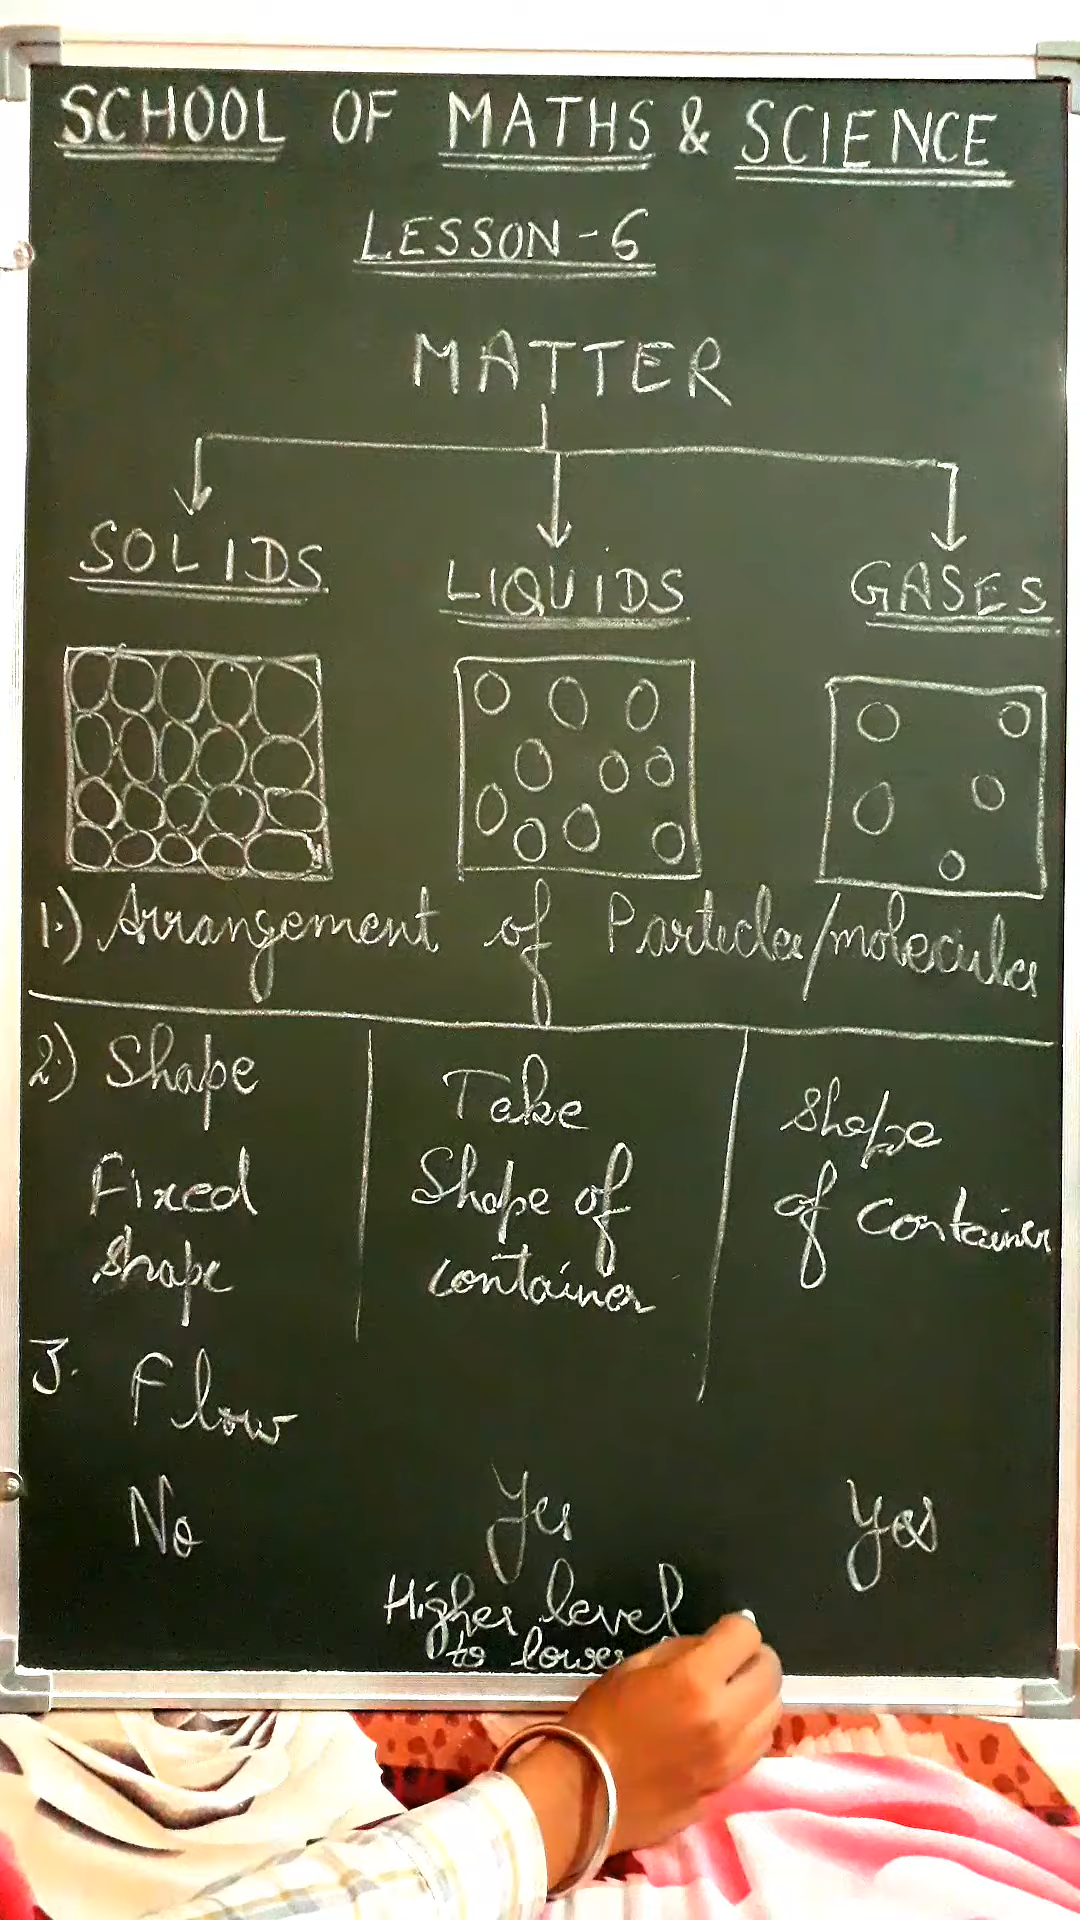 SCHOOL OF MATHS & SCIENCE
LESSON-6
MATTER
SOLIDS LIQUIDS GASES
1.) Arrangement of Particles/molecules
2.) Shape
Fixed
shape
Take
Shape of
container
Shape
of container
3. Flow
No Yes Yes
Higher level
to lower